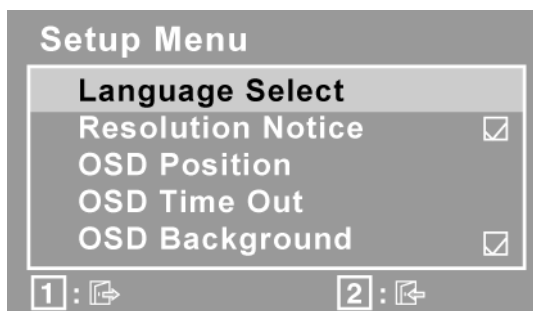 Setup Menu
Language Select
Resolution Notice
OSD Position
OSD Time Out
OSD Background
1 : 2 :